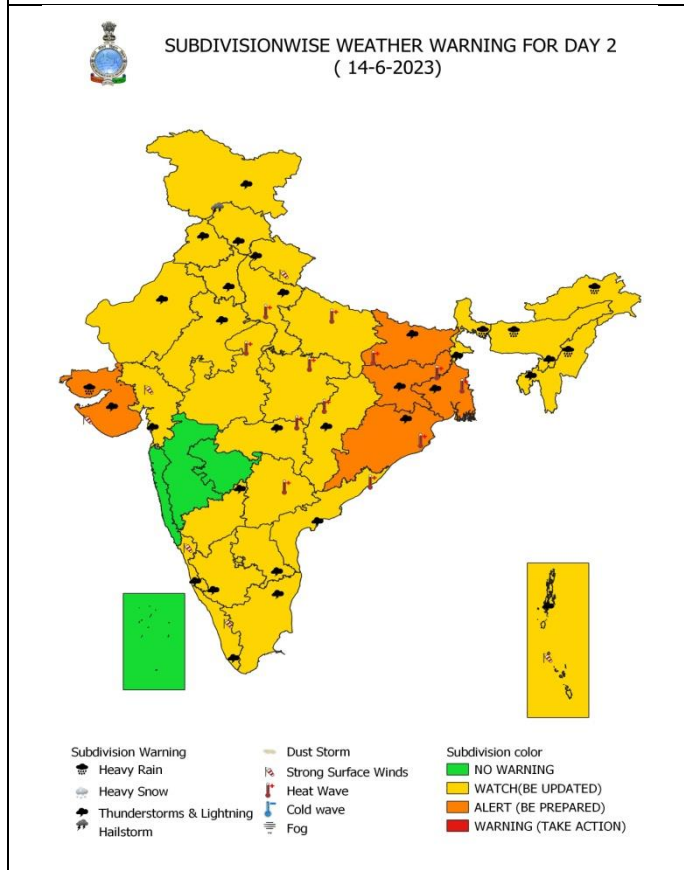 SUBDIVISIONWISE WEATHER WARNING FOR DAY 2
( 14-6-2023)
Subdivision Warning
Heavy Rain
Heavy Snow
Thunderstorms & Lightning
Hailstorm
Dust Storm
Strong Surface Winds
Heat Wave
Cold wave
Fog
Subdivision color
NO WARNING
WATCH(BE UPDATED)
ALERT (BE PREPARED)
WARNING (TAKE ACTION)